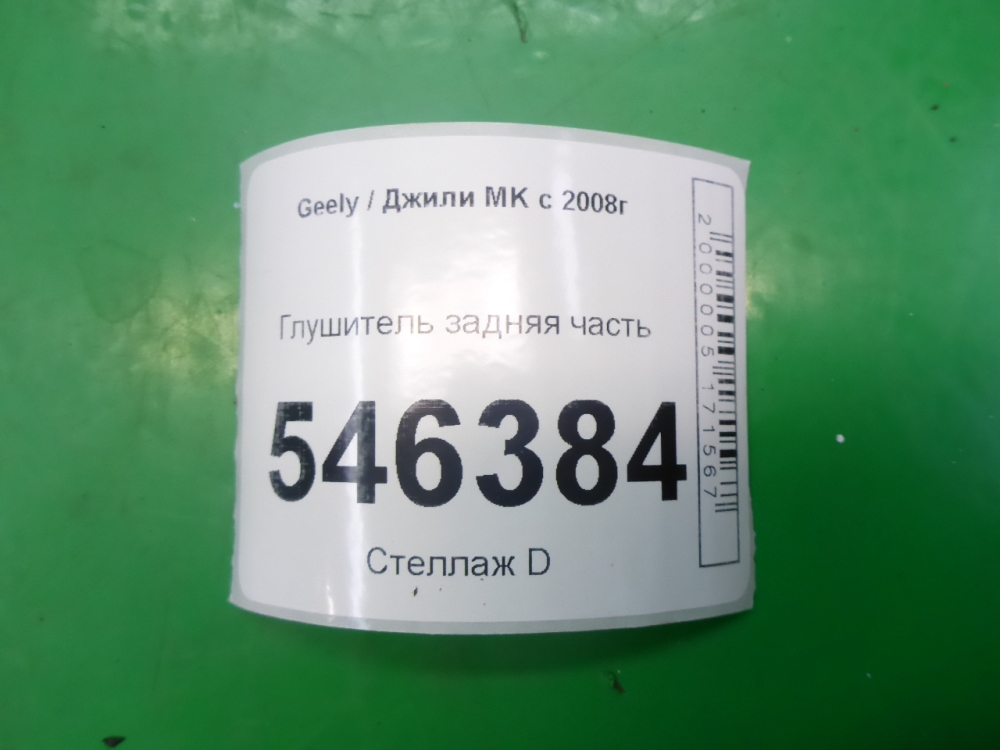 Geely / Джили МК с 2008г
Глушитель задняя часть
546384
Стеллаж D
2000005171567